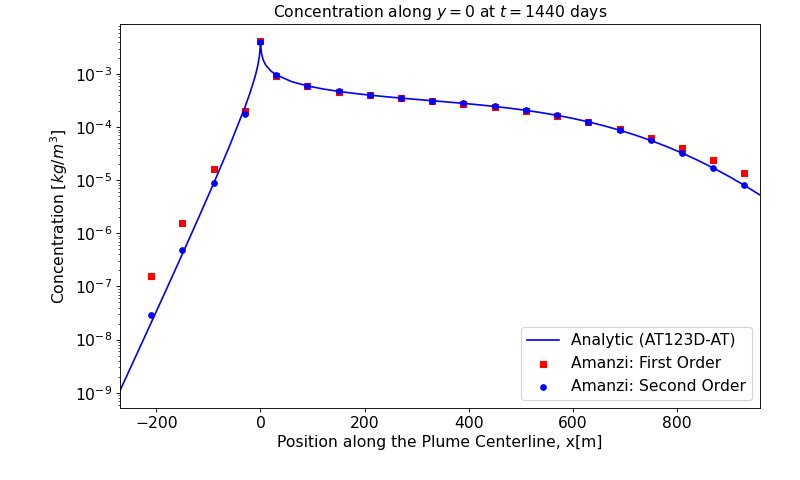 Concentration along y = 0 at t = 1440 days
Concentration [kg/m³]
10⁻³
10⁻⁴
10⁻⁵
10⁻⁶
10⁻⁷
10⁻⁸
10⁻⁹
Analytic (AT123D-AT)
Amanzi: First Order
Amanzi: Second Order
−200 0 200 400 600 800
Position along the Plume Centerline, x[m]